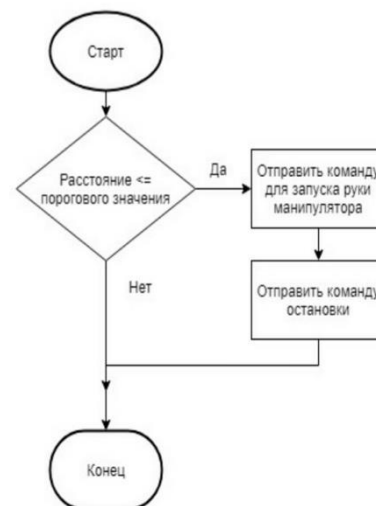 Старт
Расстояние <=
порогового значения
Да
Отправить команду
для запуска руки
манипулятора
Нет
Отправить команду
остановки
Конец